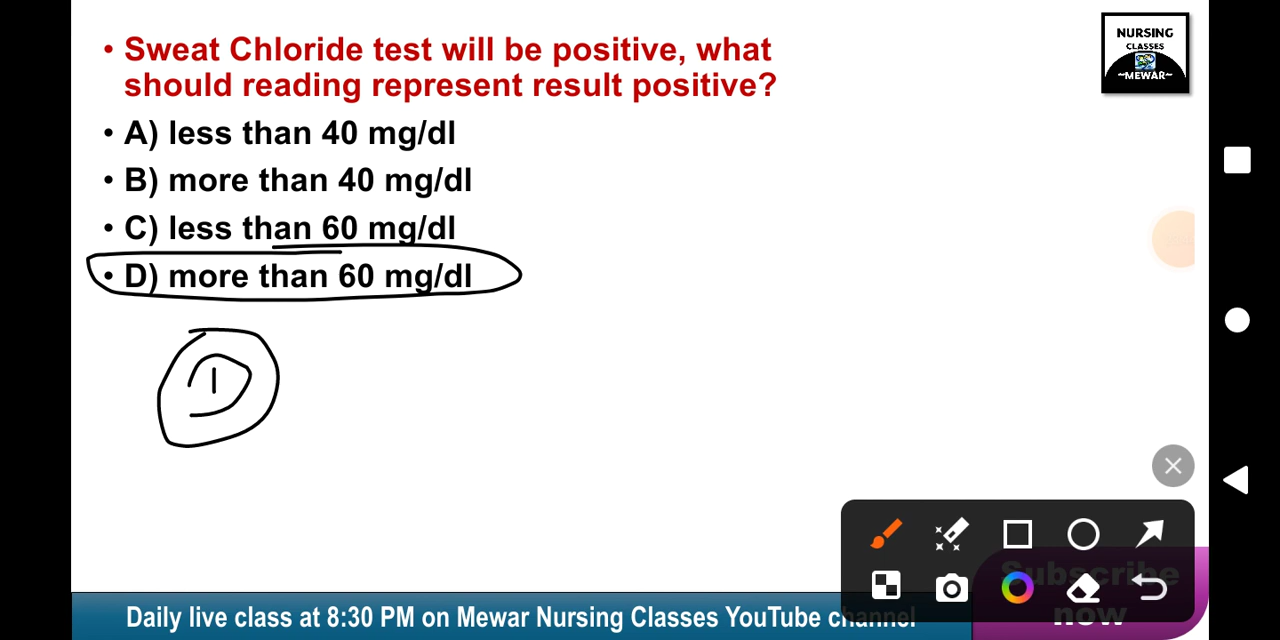 • Sweat Chloride test will be positive, what
should reading represent result positive?
• A) less than 40 mg/dl
• B) more than 40 mg/dl
• C) less than 60 mg/dl
• D) more than 60 mg/dl
NURSING
CLASSES
~MEWAR~
Subscribe
now
Daily live class at 8:30 PM on Mewar Nursing Classes YouTube channel